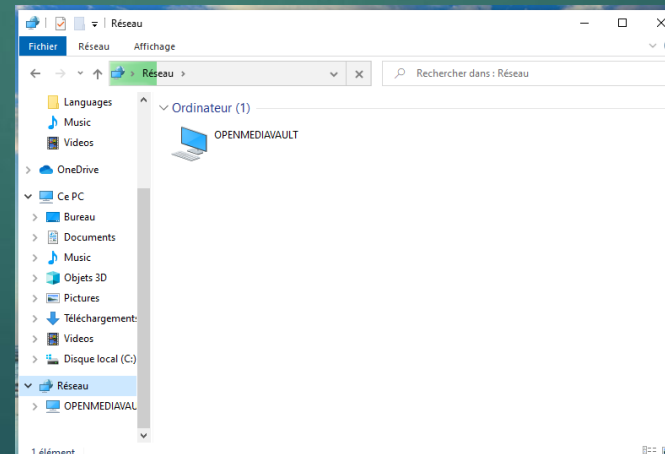 Réseau
Fichier Réseau Affichage
Réseau
Rechercher dans : Réseau
Languages
Music
Videos
OneDrive
Ce PC
Bureau
Documents
Music
Objets 3D
Pictures
Téléchargements
Videos
Disque local (C:)
Réseau
OPENMEDIAVAU
1 élément
Ordinateur (1)
OPENMEDIAVAULT